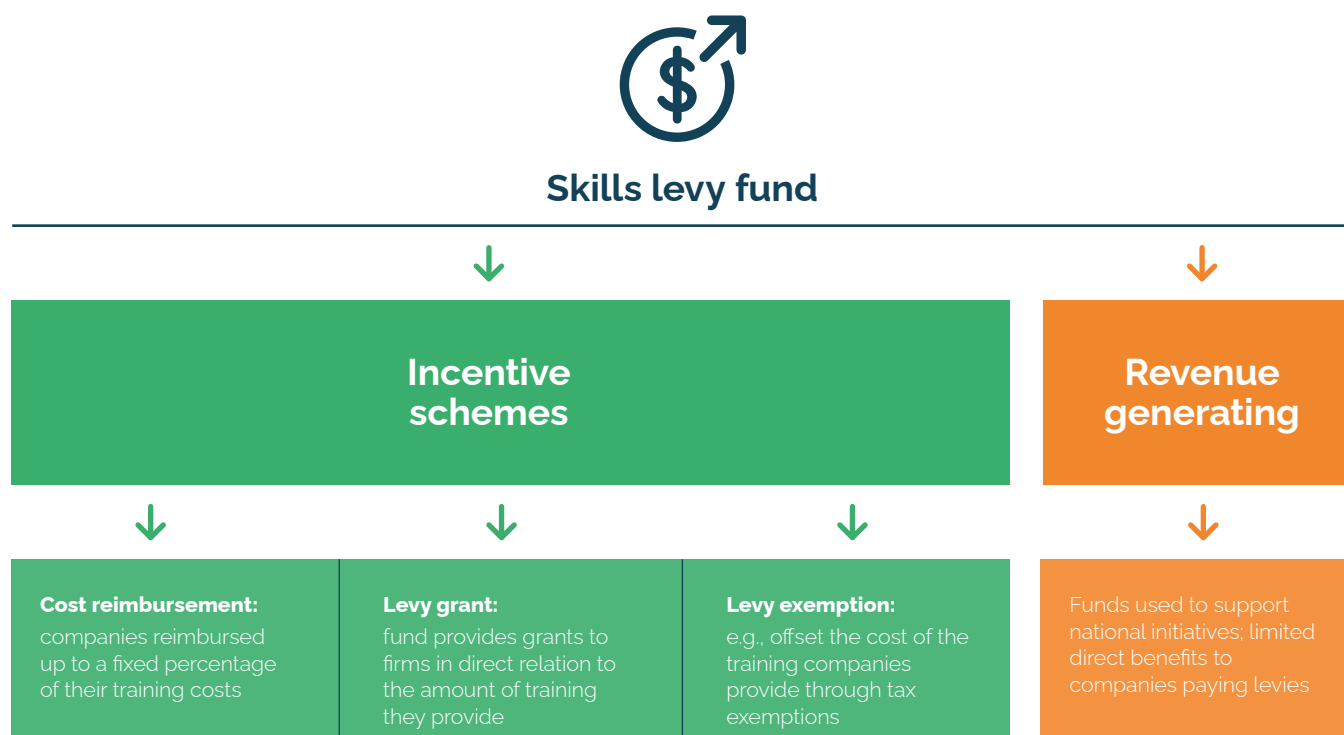 Skills levy fund
Incentive
schemes
Revenue
generating
Cost reimbursement:
companies reimbursed
up to a fixed percentage
of their training costs
Levy grant:
fund provides grants to
firms in direct relation to
the amount of training
they provide
Levy exemption:
e.g., offset the cost of the
training companies
provide through tax
exemptions
Funds used to support
national initiatives; limited
direct benefits to
companies paying levies